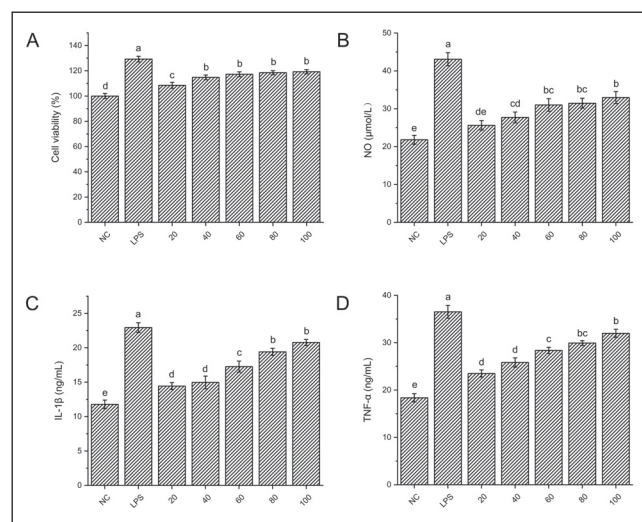 A
Cell viability (%)
140
120
100
80
60
40
20
0
d
a
c
b
b
b
b
NC
LPS
20
40
60
80
100
B
NO (μmol/L)
50
40
30
20
10
0
e
a
de
cd
bc
bc
b
NC
LPS
20
40
60
80
100
C
IL-1β (ng/mL)
25
20
15
10
5
0
e
a
d
d
c
b
b
NC
LPS
20
40
60
80
100
D
TNF-α (ng/mL)
40
30
20
10
0
e
a
d
d
c
bc
b
NC
LPS
20
40
60
80
100